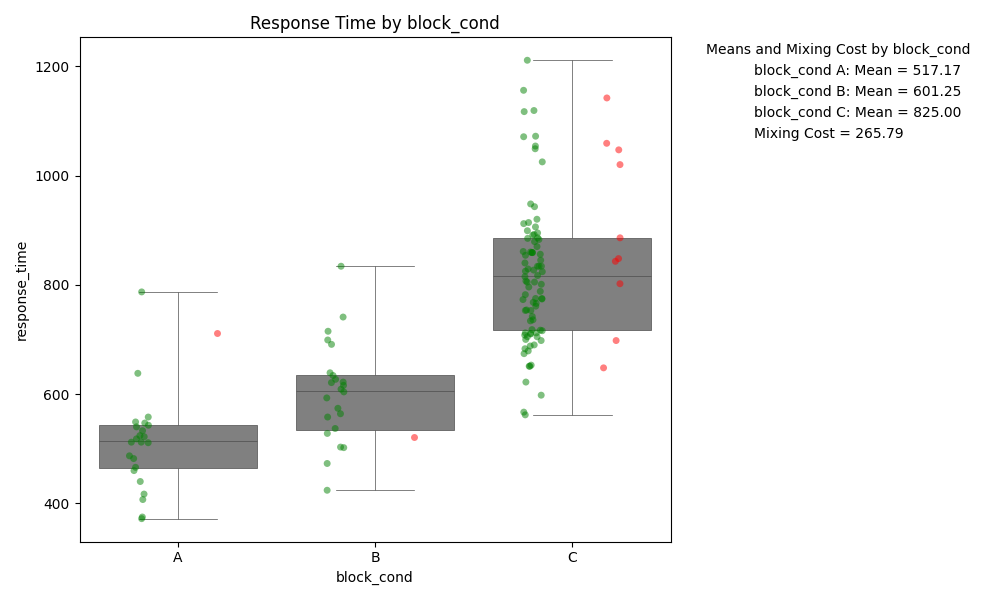 Response Time by block_cond
Means and Mixing Cost by block_cond
block_cond A: Mean = 517.17
block_cond B: Mean = 601.25
block_cond C: Mean = 825.00
Mixing Cost = 265.79
response_time
1200
1000
800
600
400
A
B
C
block_cond